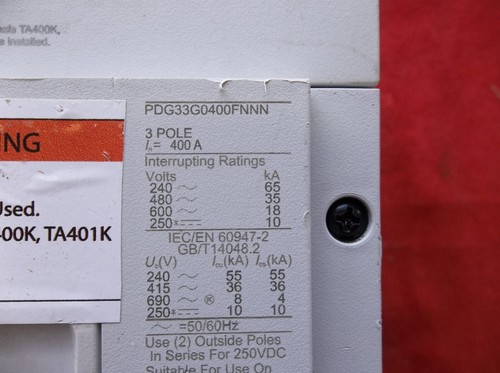 TA400K,
e installed.
NG
Used.
00K, TA401K
PDG33G0400FNNN
3 POLE
In= 400 A
Interrupting Ratings
Volts kA
240 ~ 65
480 ~ 35
600 ~ 18
250 ⎓ 10
IEC/EN 60947-2
GB/T14048.2
Ue(V) Icu(kA) Ics(kA)
240 ~ 55 55
415 ~ 36 36
690 ~ ® 8 4
250 ⎓ 10 10
~ =50/60Hz
Use (2) Outside Poles
In Series For 250VDC
Suitable For Use On